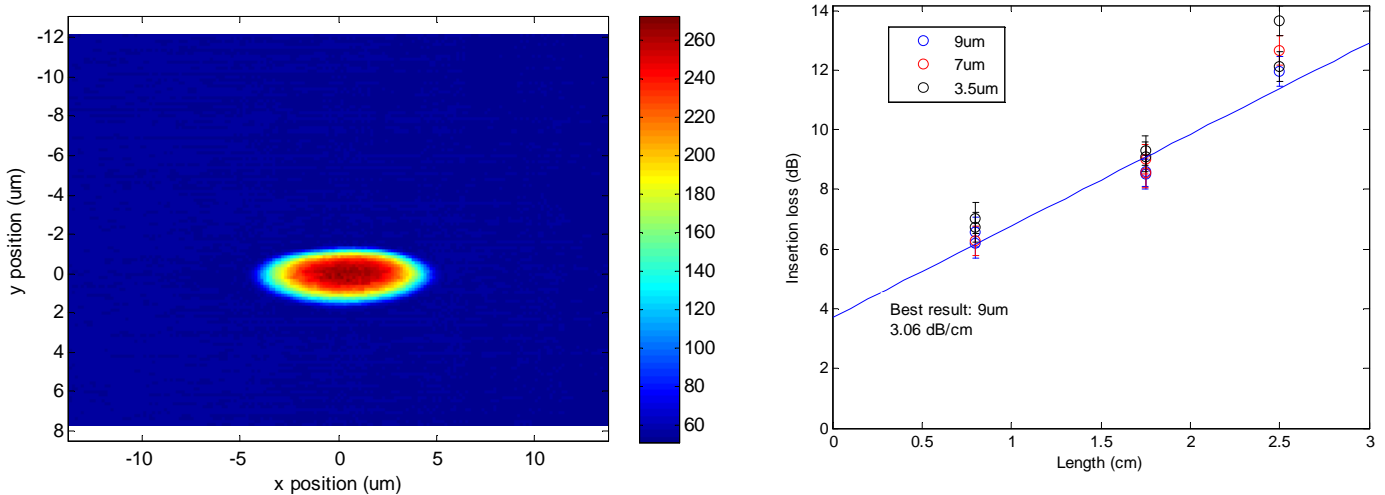 -12
-10
-8
-6
-4
-2
0
2
4
6
8
y position (um)
-10 -5 0 5 10
x position (um)
260
240
220
200
180
160
140
120
100
80
60
14
12
10
8
6
4
2
0
Insertion loss (dB)
9um
7um
3.5um
Best result: 9um
3.06 dB/cm
0 0.5 1 1.5 2 2.5 3
Length (cm)